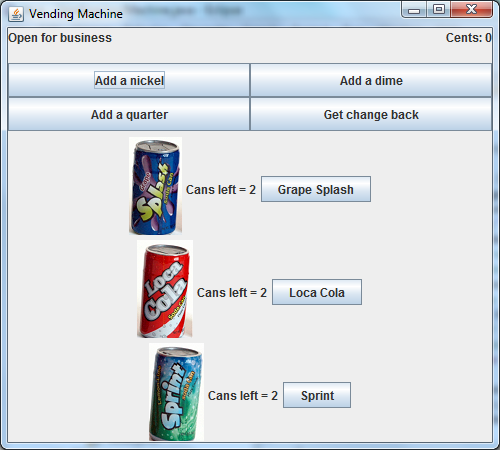 Vending Machine
Open for business Cents: 0
Add a nickel Add a dime
Add a quarter Get change back
Grape Splash
Cans left = 2 Grape Splash
Loca Cola
Cans left = 2 Loca Cola
Sprint
Cans left = 2 Sprint